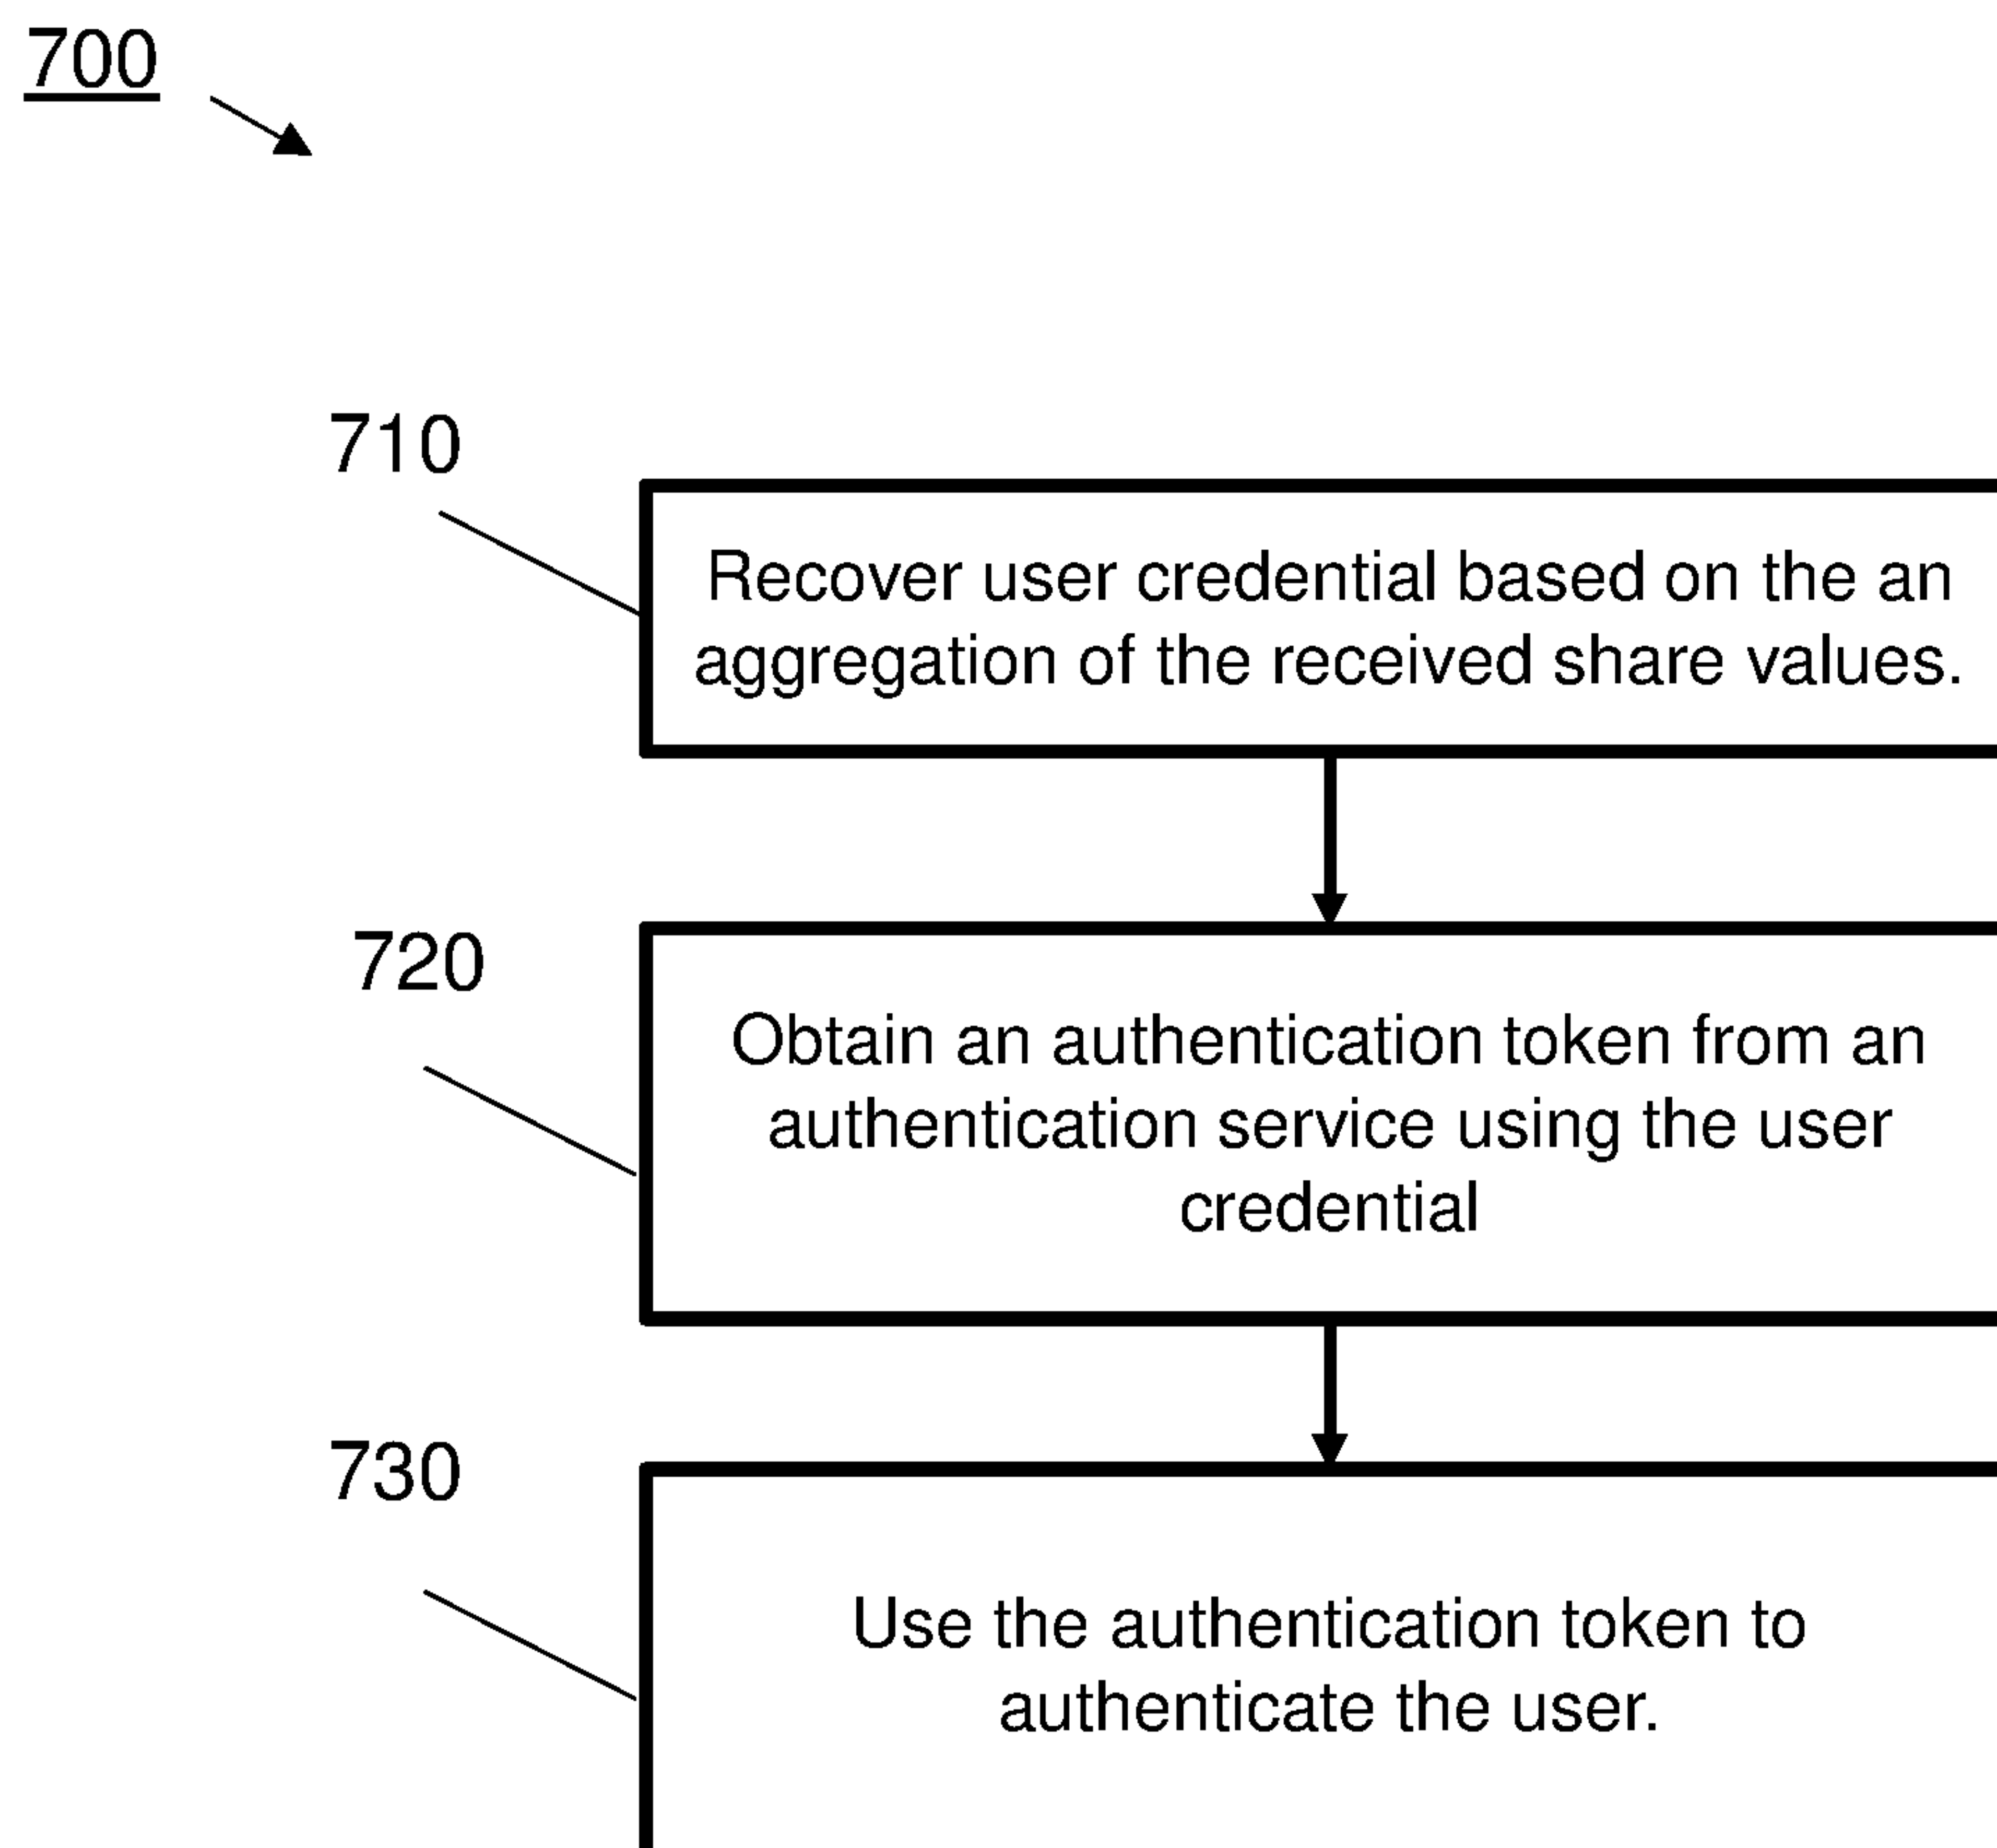 700
710
Recover user credential based on the an
aggregation of the received share values.
720
Obtain an authentication token from an
authentication service using the user
credential
730
Use the authentication token to
authenticate the user.